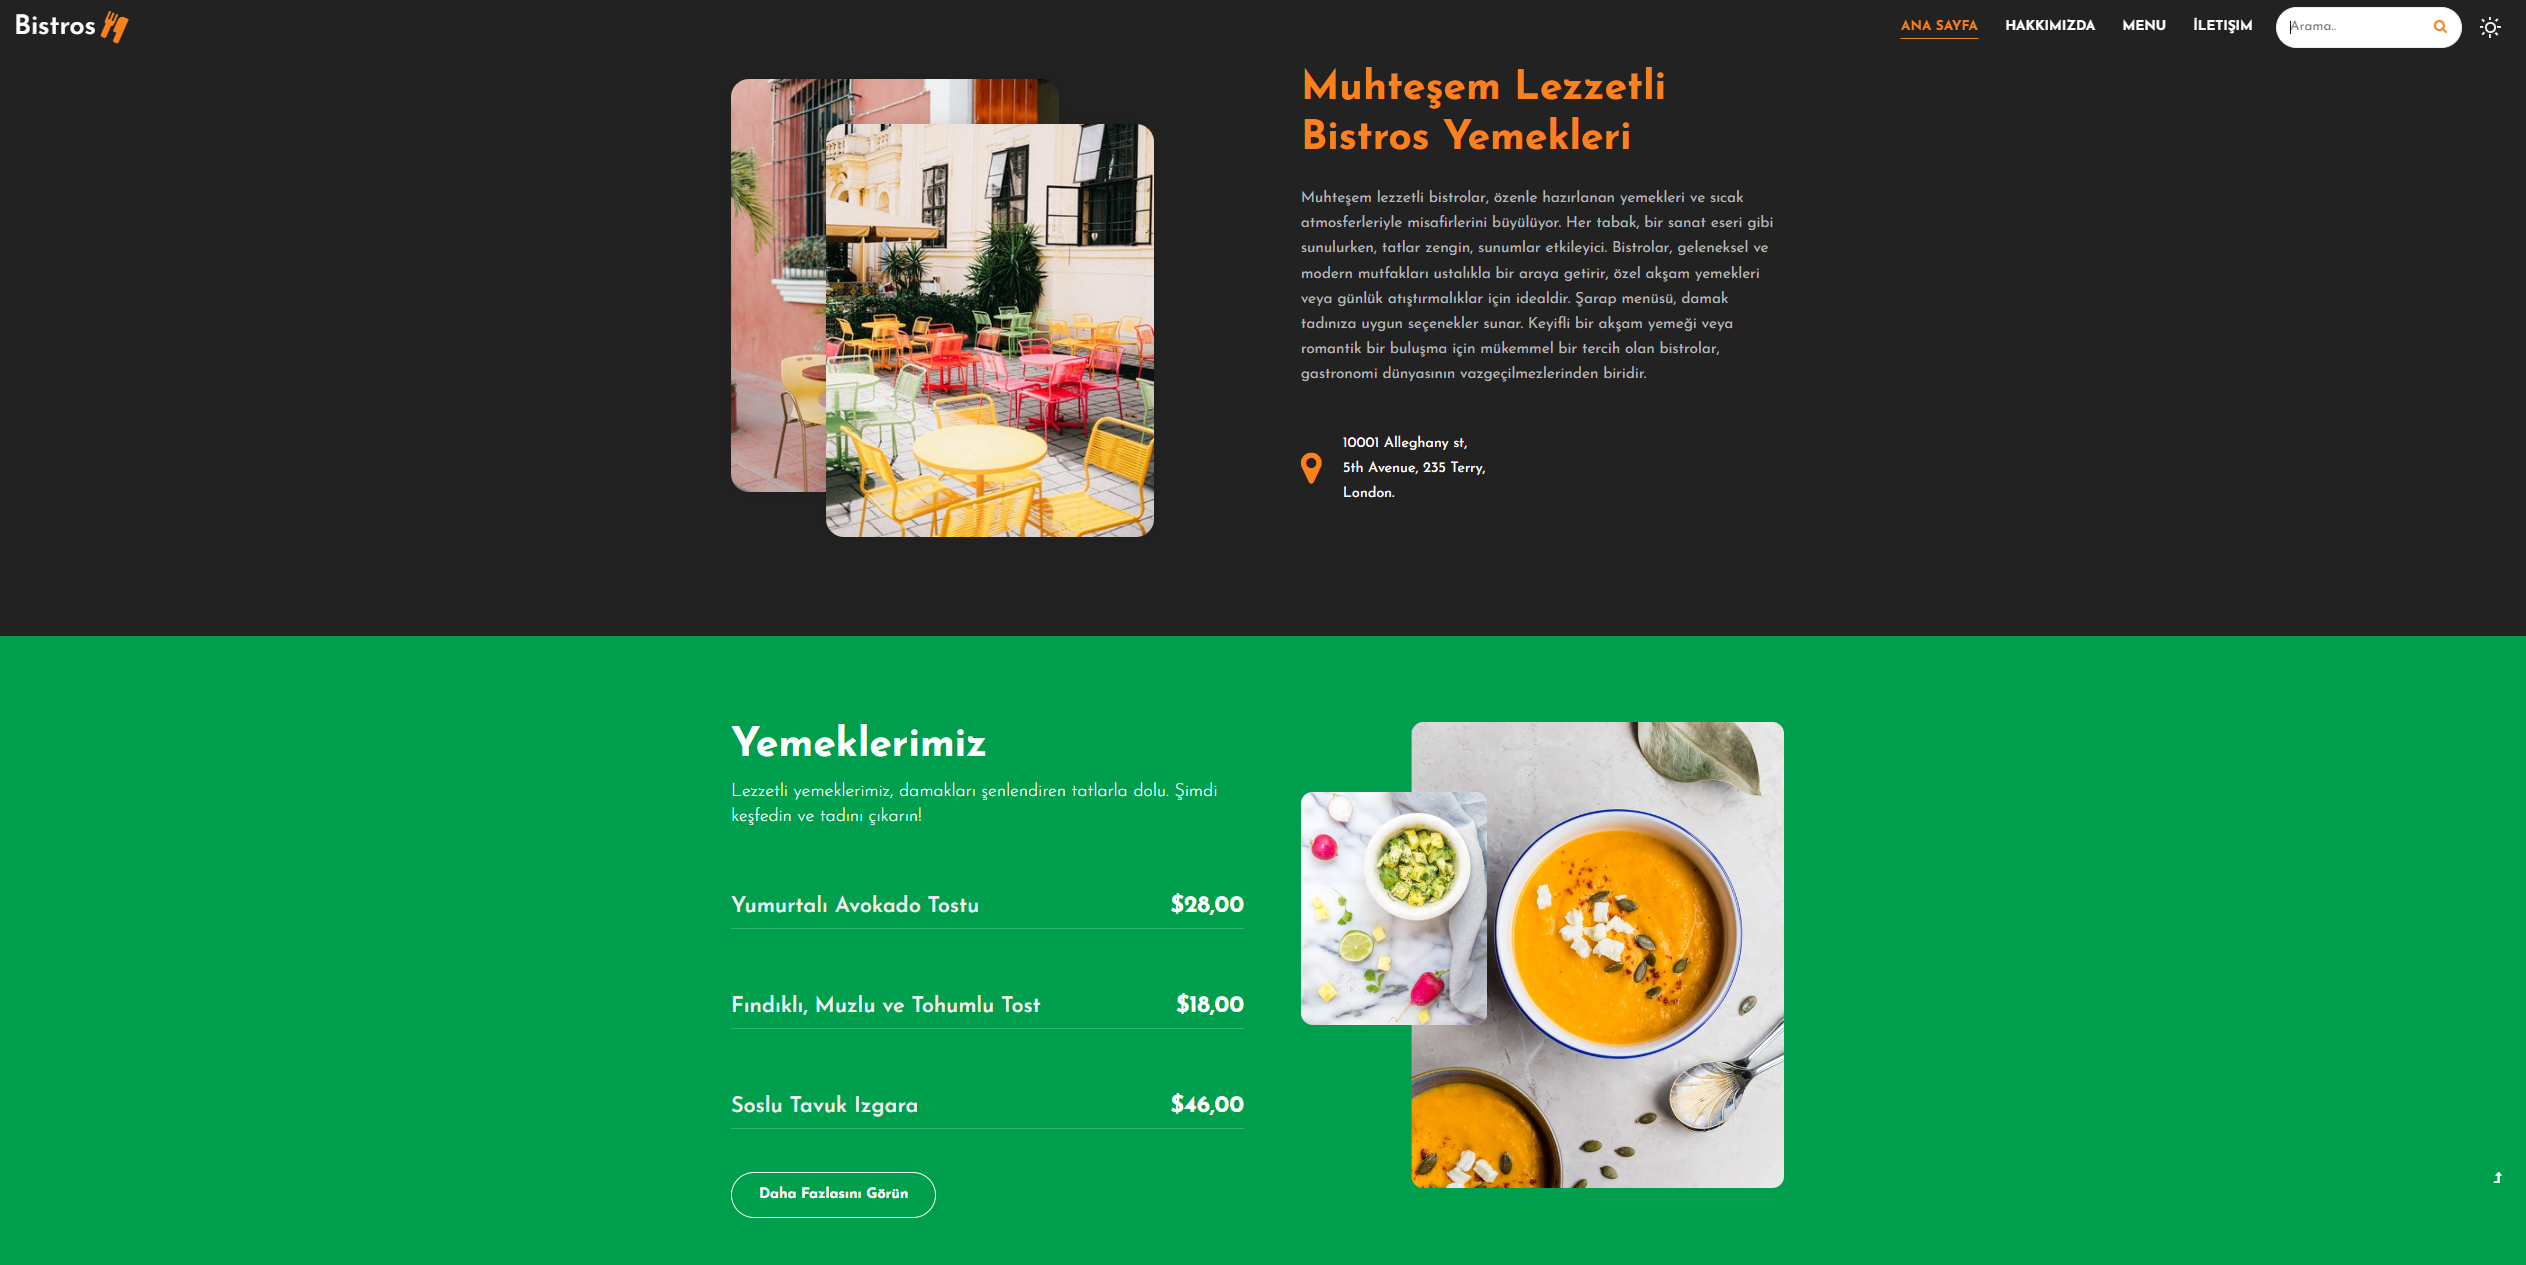 Bistros
ANA SAYFA
HAKKIMIZDA
MENU
İLETİŞİM
Arama..
Muhteşem Lezzetli
Bistros Yemekleri
Muhteşem lezzetli bistrolar, özenle hazırlanan yemekleri ve sıcak
atmosferleriyle misafirlerini büyülüyor. Her tabak, bir sanat eseri gibi
sunulurken, tatlar zengin, sunumlar etkileyici. Bistrolar, geleneksel ve
modern mutfakları ustalıkla bir araya getirir, özel akşam yemekleri
veya günlük atıştırmalıklar için idealdir. Şarap menüsü, damak
tadınıza uygun seçenekler sunar. Keyifli bir akşam yemeği veya
romantik bir buluşma için mükemmel bir tercih olan bistrolar,
gastronomi dünyasının vazgeçilmezlerinden biridir.
10001 Alleghany st,
5th Avenue, 235 Terry,
London.
Yemeklerimiz
Lezzetli yemeklerimiz, damakları şenlendiren tatlarla dolu. Şimdi
keşfedin ve tadını çıkarın!
Yumurtalı Avokado Tostu $28,00
Fındıklı, Muzlu ve Tohumlu Tost $18,00
Soslu Tavuk Izgara $46,00
Daha Fazlasını Görün